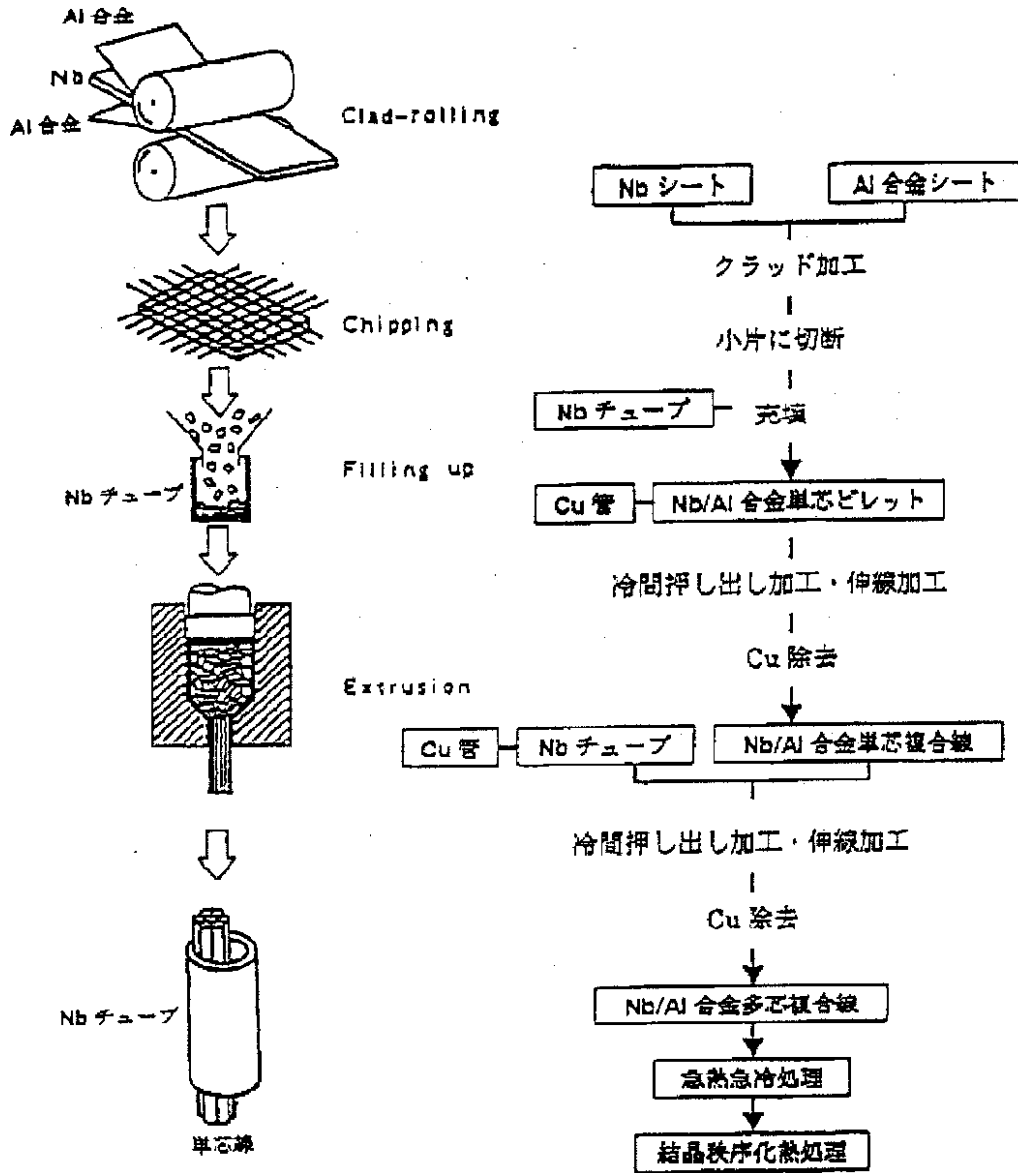 Al 合金
Nb
Al 合金
Clad-rolling
Chipping
Nb チューブ
Filling up
Extrusion
Nb チューブ
単芯線
Nb シート
Al 合金シート
クラッド加工
小片に切断
Nb チューブ
充填
Cu 管
Nb/Al 合金単芯ビレット
冷間押し出し加工・伸線加工
Cu 除去
Cu 管
Nb チューブ
Nb/Al 合金単芯複合線
冷間押し出し加工・伸線加工
Cu 除去
Nb/Al 合金多芯複合線
急熱急冷処理
結晶秩序化熱処理